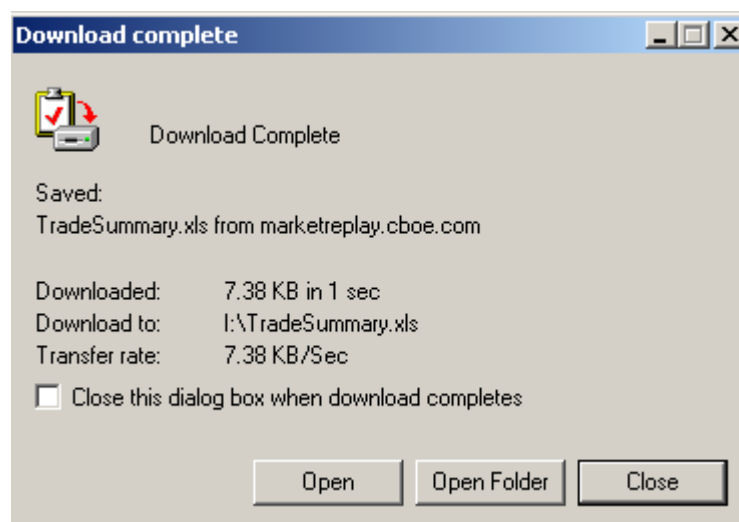 Download complete
Download Complete
Saved:
TradeSummary.xls from marketreplay.cboe.com
Downloaded: 7.38 KB in 1 sec
Download to: I:\TradeSummary.xls
Transfer rate: 7.38 KB/Sec
Close this dialog box when download completes
Open Open Folder Close